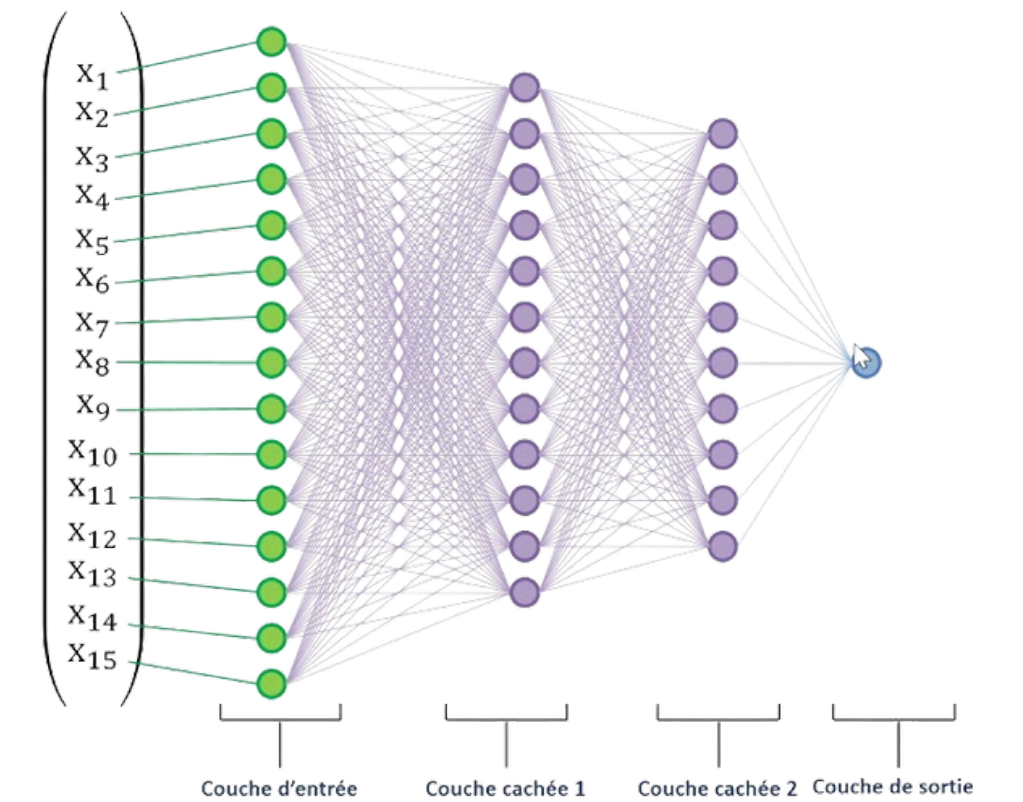 x1
x2
x3
x4
x5
x6
x7
x8
x9
x10
x11
x12
x13
x14
x15
Couche d'entrée
Couche cachée 1
Couche cachée 2
Couche de sortie